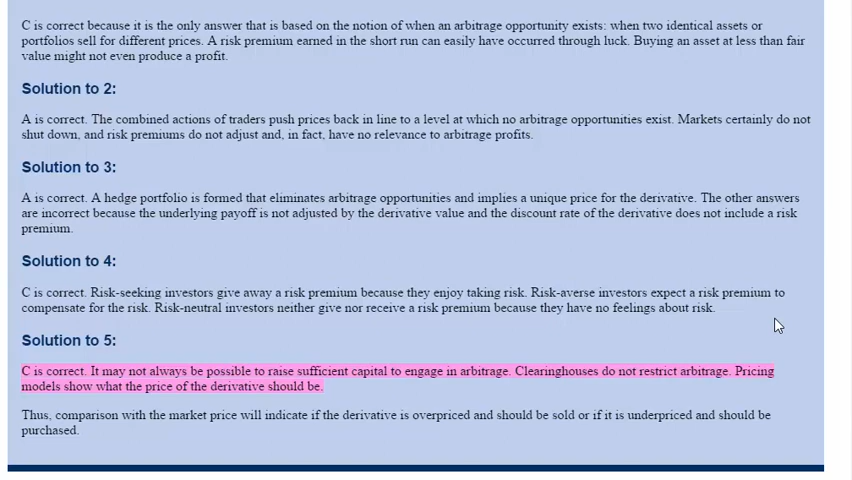 C is correct because it is the only answer that is based on the notion of when an arbitrage opportunity exists: when two identical assets or
portfolios sell for different prices. A risk premium earned in the short run can easily have occurred through luck. Buying an asset at less than fair
value might not even produce a profit.
Solution to 2:
A is correct. The combined actions of traders push prices back in line to a level at which no arbitrage opportunities exist. Markets certainly do not
shut down, and risk premiums do not adjust and, in fact, have no relevance to arbitrage profits.
Solution to 3:
A is correct. A hedge portfolio is formed that eliminates arbitrage opportunities and implies a unique price for the derivative. The other answers
are incorrect because the underlying payoff is not adjusted by the derivative value and the discount rate of the derivative does not include a risk
premium.
Solution to 4:
C is correct. Risk-seeking investors give away a risk premium because they enjoy taking risk. Risk-averse investors expect a risk premium to
compensate for the risk. Risk-neutral investors neither give nor receive a risk premium because they have no feelings about risk.
Solution to 5:
C is correct. It may not always be possible to raise sufficient capital to engage in arbitrage. Clearinghouses do not restrict arbitrage. Pricing
models show what the price of the derivative should be.
Thus, comparison with the market price will indicate if the derivative is overpriced and should be sold or if it is underpriced and should be
purchased.